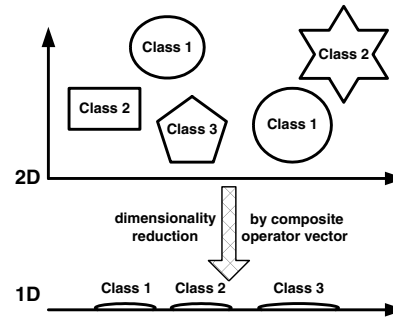 Class 1
Class 2
Class 2
Class 3
Class 1
2D
dimensionality by composite
reduction operator vector
Class 1 Class 2 Class 3
1D